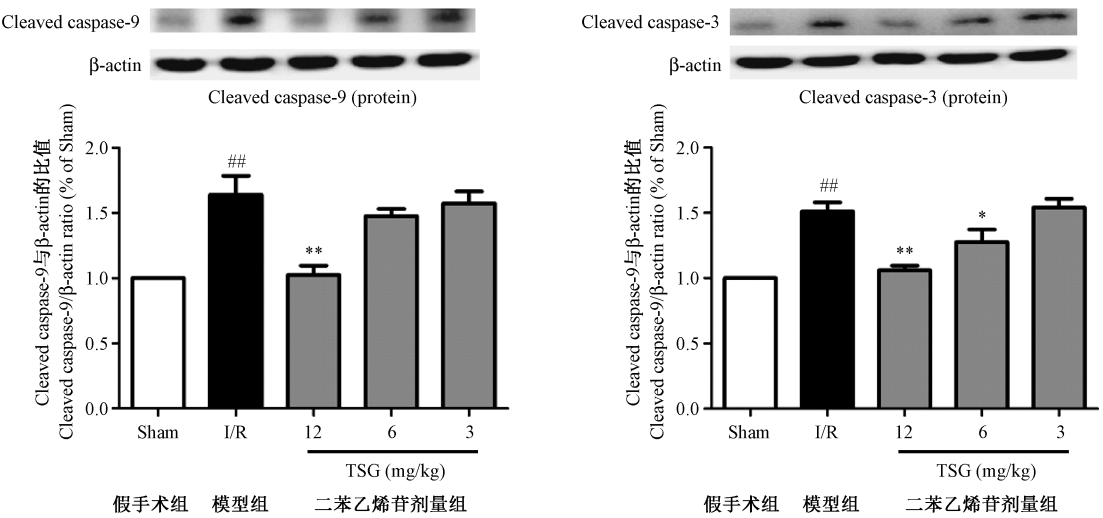 Cleaved caspase-9
β-actin
Cleaved caspase-9 (protein)
Cleaved caspase-9与β-actin的比值
Cleaved caspase-9/β-actin ratio (% of Sham)
2.0
1.5
1.0
0.5
0.0
##
**
Sham I/R 12 6 3
TSG (mg/kg)
假手术组 模型组 二苯乙烯苷剂量组
Cleaved caspase-3
β-actin
Cleaved caspase-3 (protein)
Cleaved caspase-9与β-actin的比值
Cleaved caspase-9/β-actin ratio (% of Sham)
2.0
1.5
1.0
0.5
0.0
##
**
*
Sham I/R 12 6 3
TSG (mg/kg)
假手术组 模型组 二苯乙烯苷剂量组